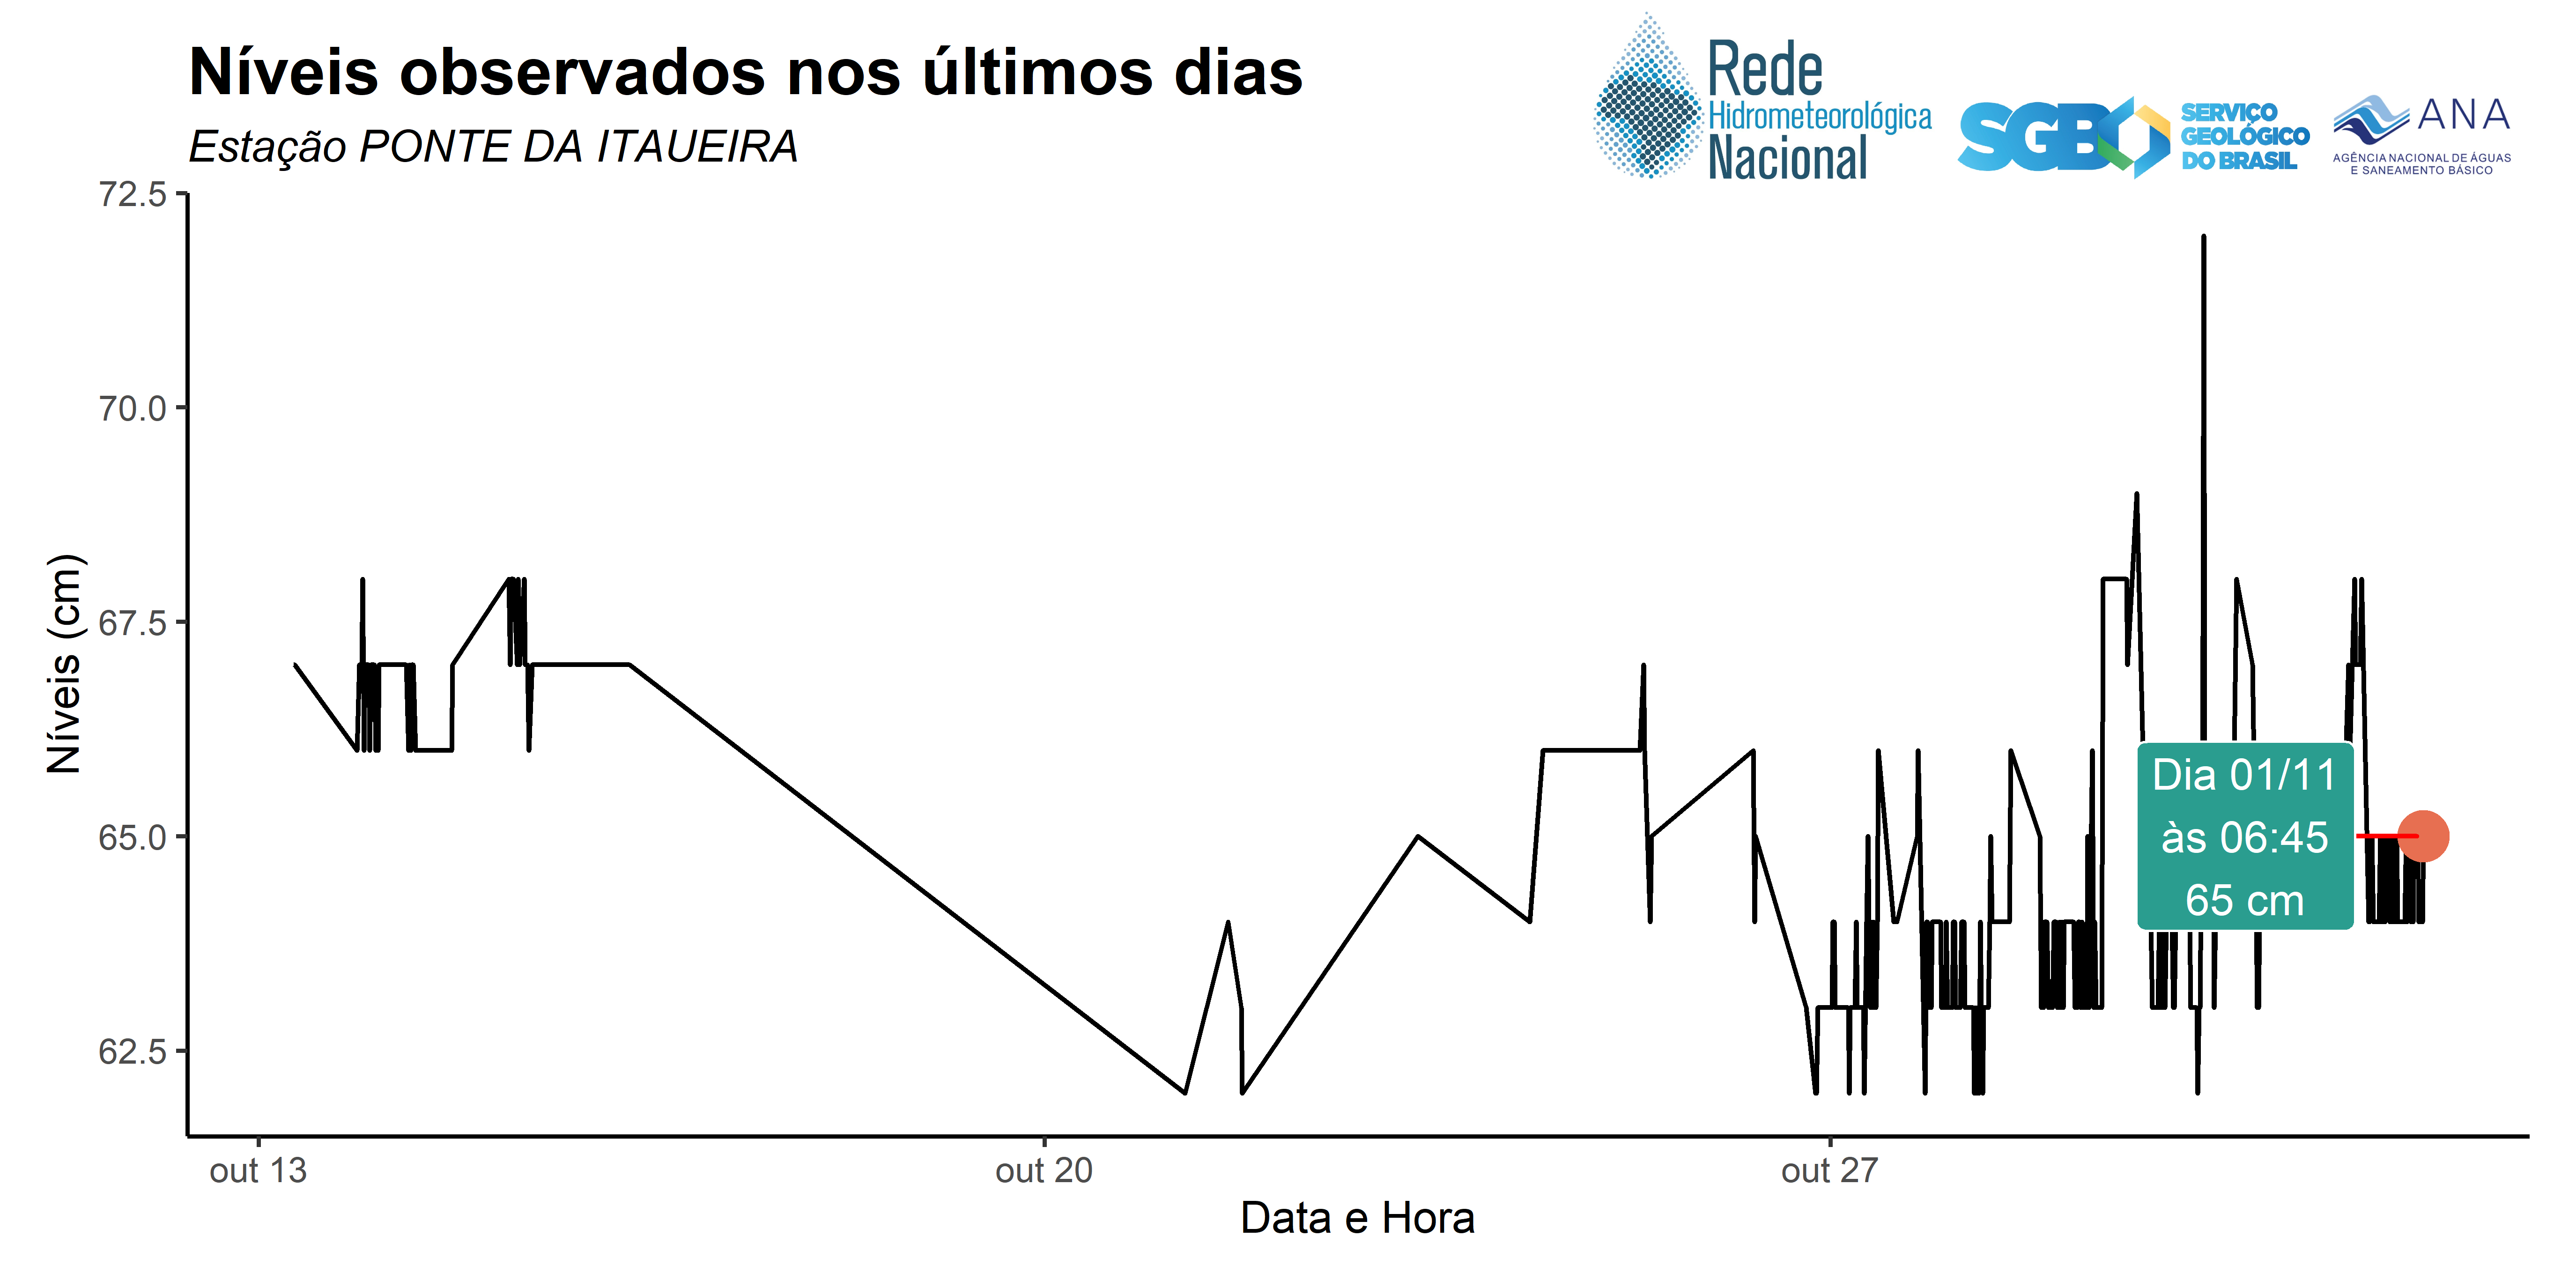 Níveis observados nos últimos dias
Estação PONTE DA ITAUEIRA
Rede
Hidrometeorológica
Nacional
SGB
SERVIÇO
GEOLÓGICO
DO BRASIL
ANA
AGÊNCIA NACIONAL DE ÁGUAS
E SANEAMENTO BÁSICO
72.5
70.0
67.5
65.0
62.5
Níveis (cm)
Dia 01/11
às 06:45
65 cm
out 13
out 20
out 27
Data e Hora